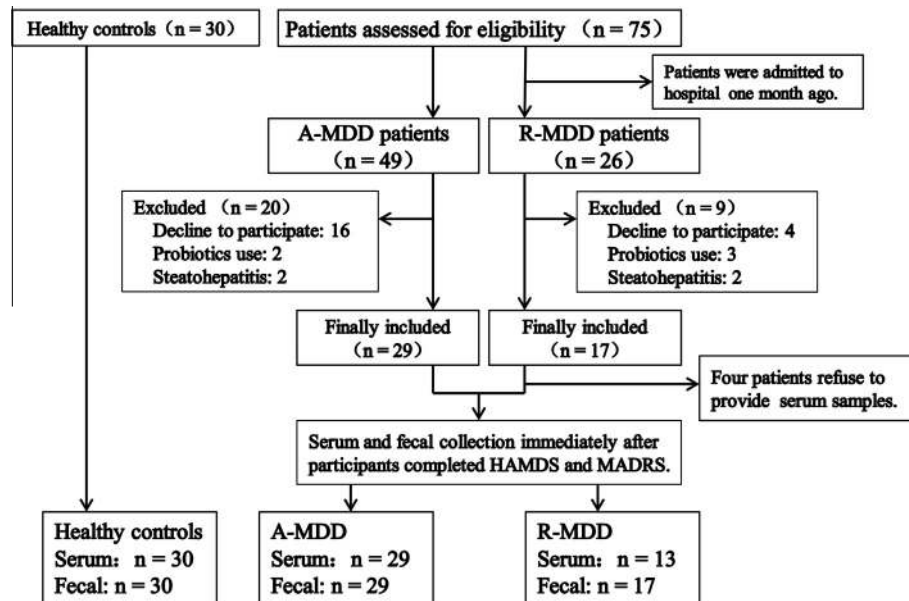 Healthy controls（n = 30）
Patients assessed for eligibility （n = 75）
Patients were admitted to
hospital one month ago.
A-MDD patients
（n = 49）
R-MDD patients
（n = 26）
Excluded （n = 20）
Decline to participate: 16
Probiotics use: 2
Steatohepatitis: 2
Excluded （n = 9）
Decline to participate: 4
Probiotics use: 3
Steatohepatitis: 2
Finally included
（n = 29）
Finally included
（n = 17）
Four patients refuse to
provide serum samples.
Serum and fecal collection immediately after
participants completed HAMDS and MADRS.
Healthy controls
Serum： n = 30
Fecal: n = 30
A-MDD
Serum: n = 29
Fecal: n = 29
R-MDD
Serum: n = 13
Fecal: n = 17